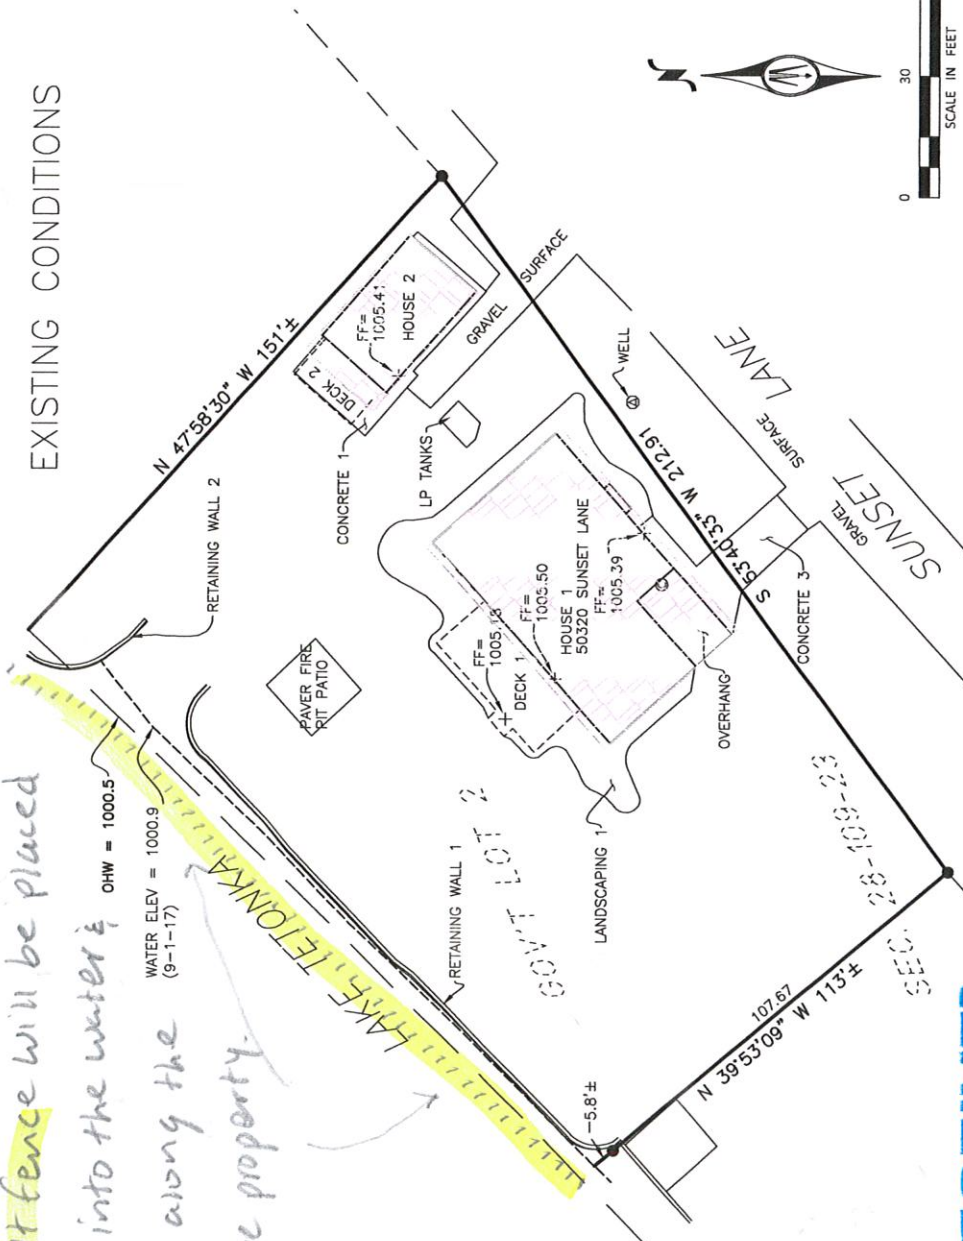 EXISTING CONDITIONS
fence will be placed
into the water &
along the
property.
OHW = 1000.5
WATER ELEV = 1000.9
(9-1-17)
LAKE TETONKA
RETAINING WALL 2
N 47°58'30" W 151'±
PAVER FIRE
PIT PATIO
CONCRETE 1
DECK 2
FF=
1005.41
HOUSE 2
LP TANKS
GRAVEL SURFACE
WELL
RETAINING WALL 1
GOV'T LOT 2
FF=
DECK 1
FF=
1005.50
HOUSE 1
50320 SUNSET LANE
FF=
1005.39
OVERHANG
LANDSCAPING 1
S 53°40'33" W 212.91
CONCRETE 3
GRAVEL SURFACE
SUNSET LANE
SEC. 28-109-23
5.8'±
107.67
N 39°53'09" W 113'±
N
0 30
SCALE IN FEET